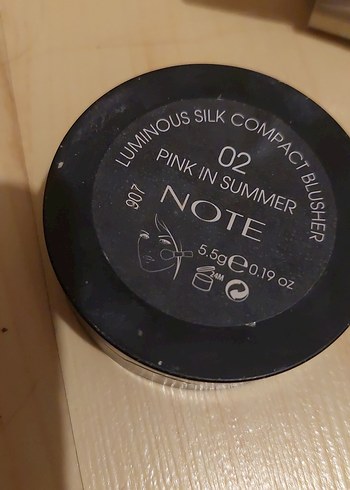 LUMINOUS SILK COMPACT BLUSHER
02
PINK IN SUMMER
907
NOTE
5.5g e 0.19 oz
24M